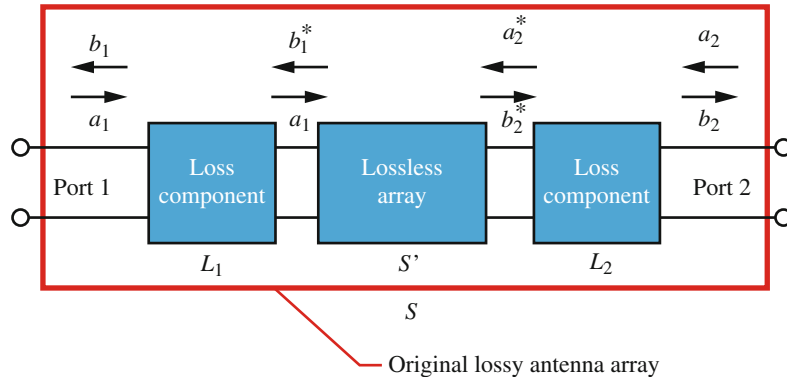 b₁ b₁* a₂* a₂
a₁ a₁ b₂* b₂
Port 1
Loss
component
Lossless
array
Loss
component
Port 2
L₁ S’ L₂
S
Original lossy antenna array